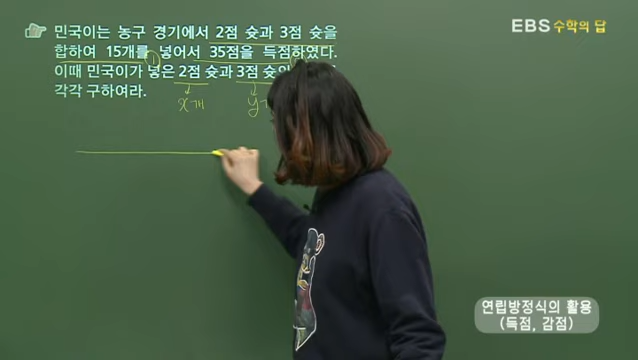 민국이는 농구 경기에서 2점 슛과 3점 슛을
합하여 15개를 넣어서 35점을 득점하였다.
이때 민국이가 넣은 2점 슛과 3점 슛의
각각 구하여라.
①
x개 y
EBS 수학의 답
연립방정식의 활용
(득점, 감점)